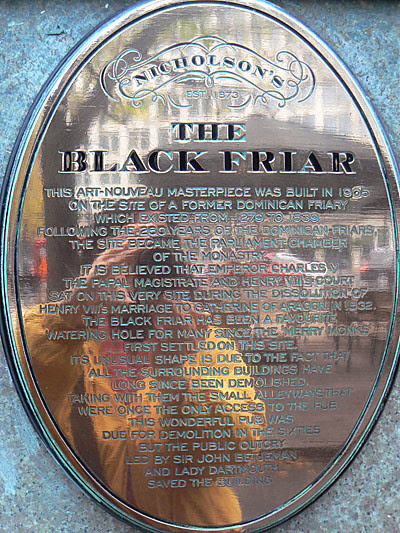 NICHOLSON'S
EST. 1873
THE
BLACK FRIAR
THIS ART-NOUVEAU MASTERPIECE WAS BUILT IN 1905
ON THE SITE OF A FORMER DOMINICAN FRIARY
WHICH EXISTED FROM 1279 TO 1539
FOLLOWING THE 260 YEARS OF THE DOMINICAN FRIARS,
THE SITE BECAME THE PARLIAMENT CHAMBER
OF THE MONASTRY.
IT IS BELIEVED THAT EMPEROR CHARLES V
THE PAPAL MAGISTRATE AND HENRY VIII'S COURT
SAT ON THIS VERY SITE DURING THE DISSOLUTION OF
HENRY VIII'S MARRIAGE TO CATHERINE OF ARAGON IN 1532.
THE BLACK FRIAR HAS BEEN A FAVOURITE
WATERING HOLE FOR MANY SINCE THE 'MERRY MONKS'
FIRST SETTLED ON THIS SITE.
ITS UNUSUAL SHAPE IS DUE TO THE FACT THAT
ALL THE SURROUNDING BUILDINGS HAVE
LONG SINCE BEEN DEMOLISHED,
TAKING WITH THEM THE SMALL ALLEYWAYS THAT
WERE ONCE THE ONLY ACCESS TO THE PUB.
THIS WONDERFUL PUB WAS
DUE FOR DEMOLITION IN THE SIXTIES
BUT THE PUBLIC OUTCRY
LED BY SIR JOHN BETJEMAN
AND LADY DARTMOUTH
SAVED THE BUILDING